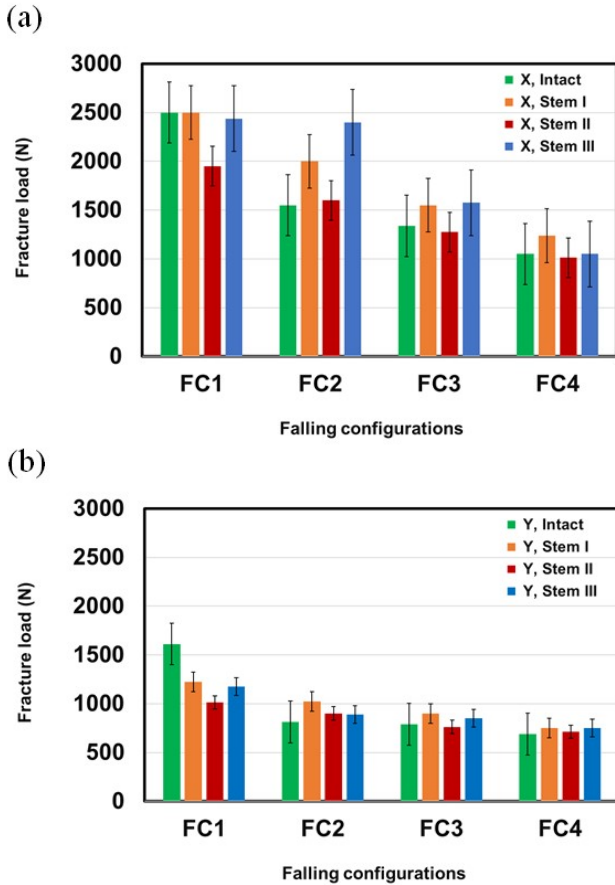 (a)
3000
2500
2000
1500
1000
500
0
Fracture load (N)
X, Intact
X, Stem I
X, Stem II
X, Stem III
FC1 FC2 FC3 FC4
Falling configurations
(b)
3000
2500
2000
1500
1000
500
0
Fracture load (N)
Y, Intact
Y, Stem I
Y, Stem II
Y, Stem III
FC1 FC2 FC3 FC4
Falling configurations